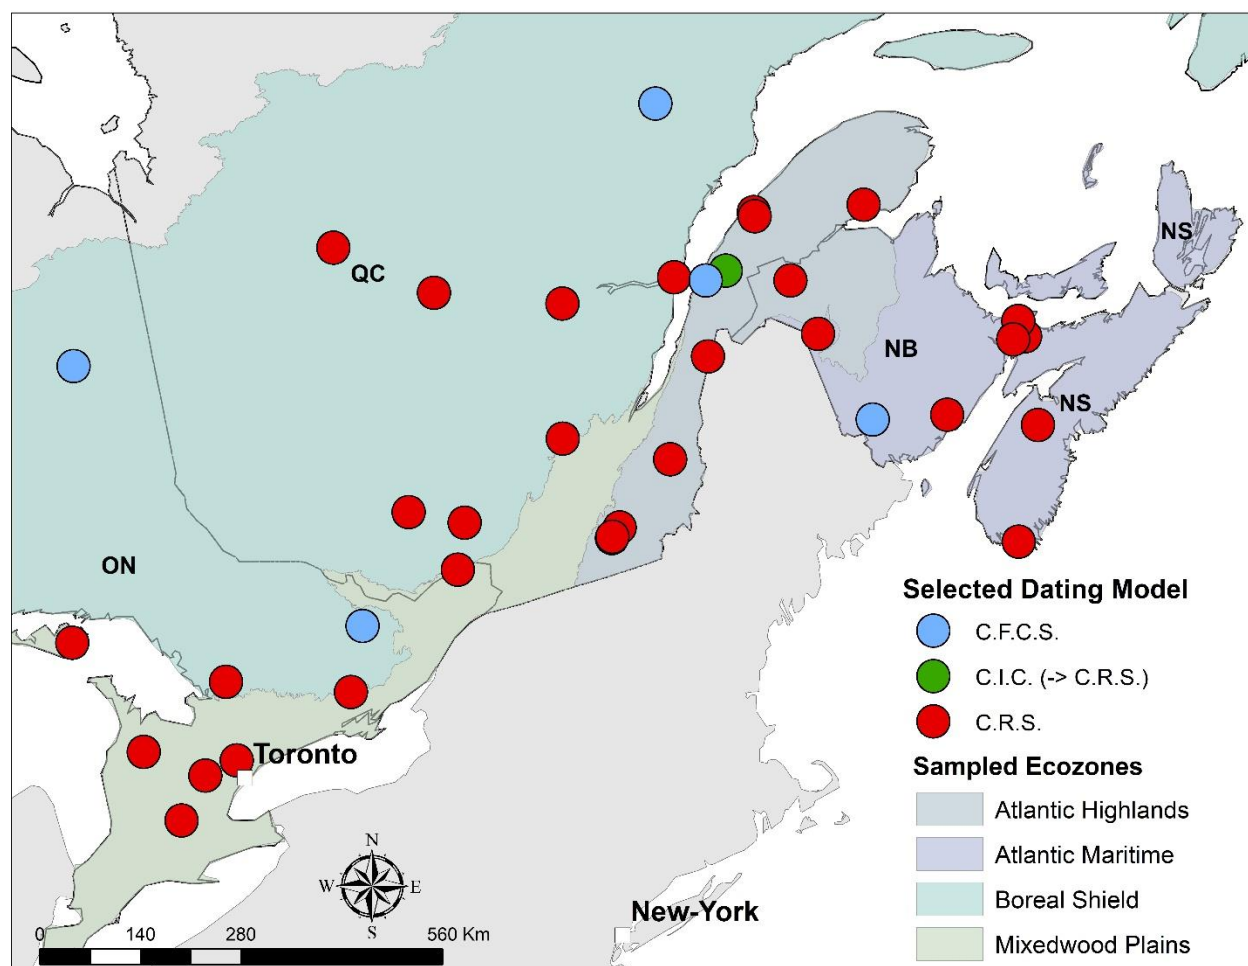 NS
QC
NB
NS
ON
Selected Dating Model
C.F.C.S.
C.I.C. (-> C.R.S.)
C.R.S.
Toronto
Sampled Ecozones
Atlantic Highlands
Atlantic Maritime
Boreal Shield
Mixedwood Plains
N
W E
S
New-York
0 140 280 560 Km